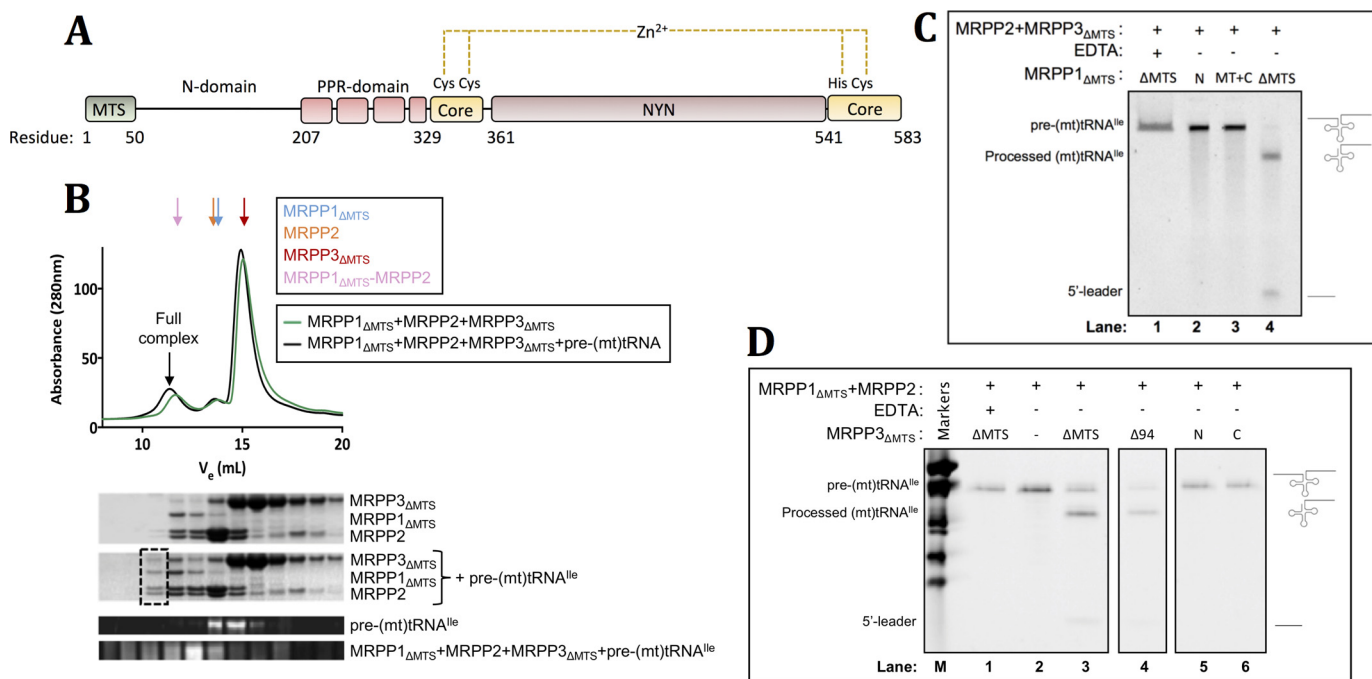 A
Zn2+
Cys Cys
His Cys
N-domain
PPR-domain
MTS
Core
NYN
Core
Residue: 1 50 207 329 361 541 583
B
MRPP1ΔMTS
MRPP2
MRPP3ΔMTS
MRPP1ΔMTS-MRPP2
MRPP1ΔMTS+MRPP2+MRPP3ΔMTS
MRPP1ΔMTS+MRPP2+MRPP3ΔMTS+pre-(mt)tRNA
Full
complex
Absorbance (280nm)
100
50
0
10 15 20
Ve (mL)
MRPP3ΔMTS
MRPP1ΔMTS
MRPP2
MRPP3ΔMTS
MRPP1ΔMTS
MRPP2
+ pre-(mt)tRNAIle
pre-(mt)tRNAIle
MRPP1ΔMTS+MRPP2+MRPP3ΔMTS+pre-(mt)tRNAIle
C
MRPP2+MRPP3ΔMTS: + + + +
EDTA: + - - -
MRPP1ΔMTS: ΔMTS N MT+C ΔMTS
pre-(mt)tRNAIle
Processed (mt)tRNAIle
5'-leader
Lane: 1 2 3 4
D
MRPP1ΔMTS+MRPP2: + + + + + +
EDTA: + - - - - -
MRPP3ΔMTS: ΔMTS - ΔMTS Δ94 N C
Markers
pre-(mt)tRNAIle
Processed (mt)tRNAIle
5'-leader
Lane: M 1 2 3 4 5 6